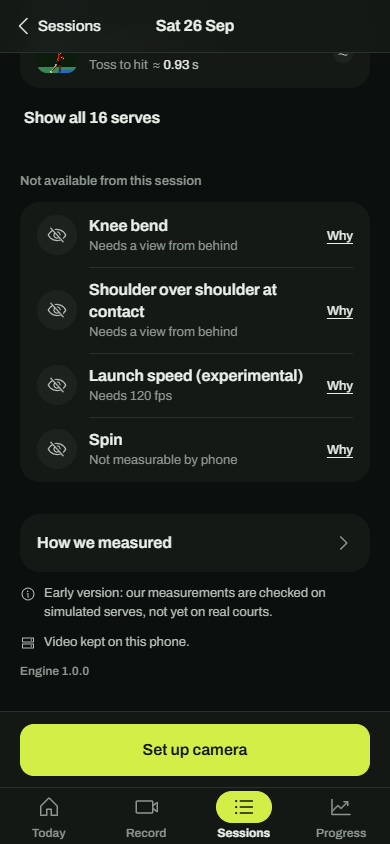 Sessions
Sat 26 Sep
Toss to hit ≈ 0.93 s
Show all 16 serves
Not available from this session
Knee bend
Needs a view from behind
Why
Shoulder over shoulder at
contact
Needs a view from behind
Why
Launch speed (experimental)
Needs 120 fps
Why
Spin
Not measurable by phone
Why
How we measured
Early version: our measurements are checked on
simulated serves, not yet on real courts.
Video kept on this phone.
Engine 1.0.0
Set up camera
Today
Record
Sessions
Progress